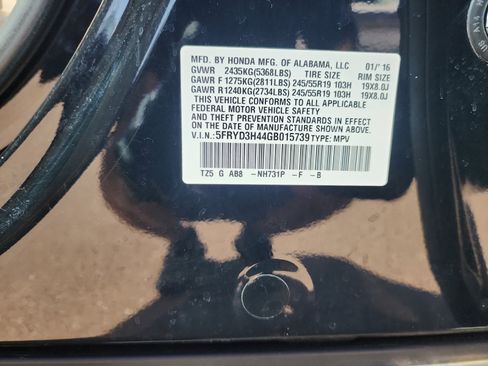 MFD. BY HONDA MFG. OF ALABAMA, LLC 01/'16
GVWR 2435KG(5368LBS) TIRE SIZE RIM SIZE
GAWR F 1275KG(2811LBS) 245/55R19 103H 19X8.0J
GAWR R 1240KG(2734LBS) 245/55R19 103H 19X8.0J
THIS VEHICLE CONFORMS TO ALL APPLICABLE
FEDERAL MOTOR VEHICLE SAFETY
AND THEFT PREVENTION STANDARDS IN EFFECT
ON THE DATE OF MANUFACTURE SHOWN ABOVE.
V.I.N.: 5FRYD3H44GB015739 TYPE: MPV
TZ5 G AB8 -NH731P -F -B